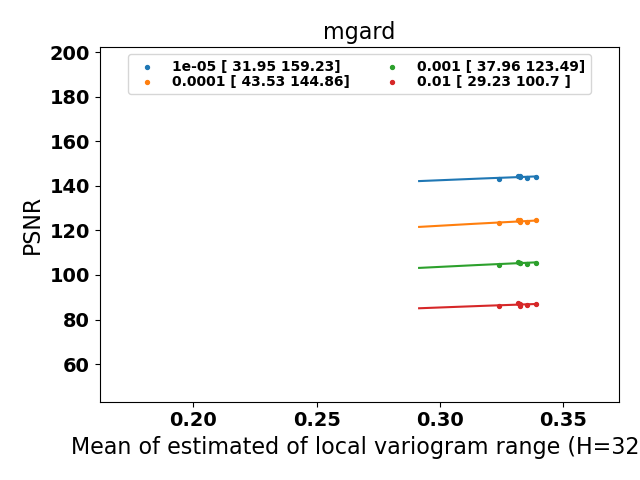 mgard
1e-05 [ 31.95 159.23]
0.0001 [ 43.53 144.86]
0.001 [ 37.96 123.49]
0.01 [ 29.23 100.7 ]
PSNR
200
180
160
140
120
100
80
60
0.20 0.25 0.30 0.35
Mean of estimated of local variogram range (H=32